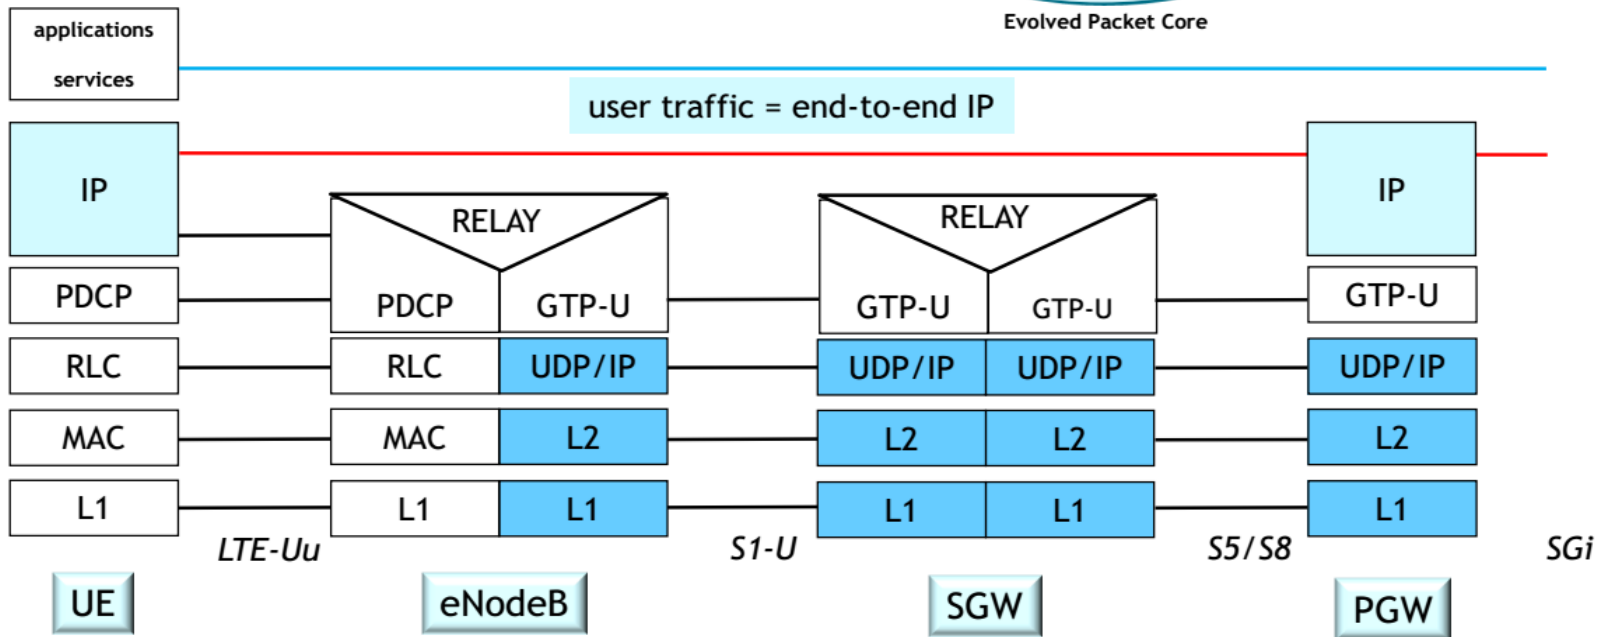 Evolved Packet Core
applications
services
user traffic = end-to-end IP
IP
IP
RELAY
RELAY
PDCP
PDCP
GTP-U
GTP-U
GTP-U
GTP-U
RLC
RLC
UDP/IP
UDP/IP
UDP/IP
UDP/IP
MAC
MAC
L2
L2
L2
L2
L1
L1
L1
L1
L1
L1
LTE-Uu
S1-U
S5/S8
SGi
UE
eNodeB
SGW
PGW